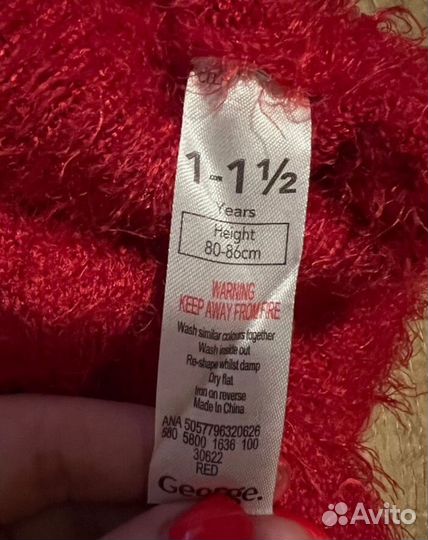 1-1½
Years
Height
80-86cm
WARNING
KEEP AWAY FROM FIRE
Wash similar colours together
Wash inside out
Re-shape whilst damp
Dry flat
Iron on reverse
Made In China
ANA 5057796320626
580 5800 1636 100
30622
RED
George.
Avito